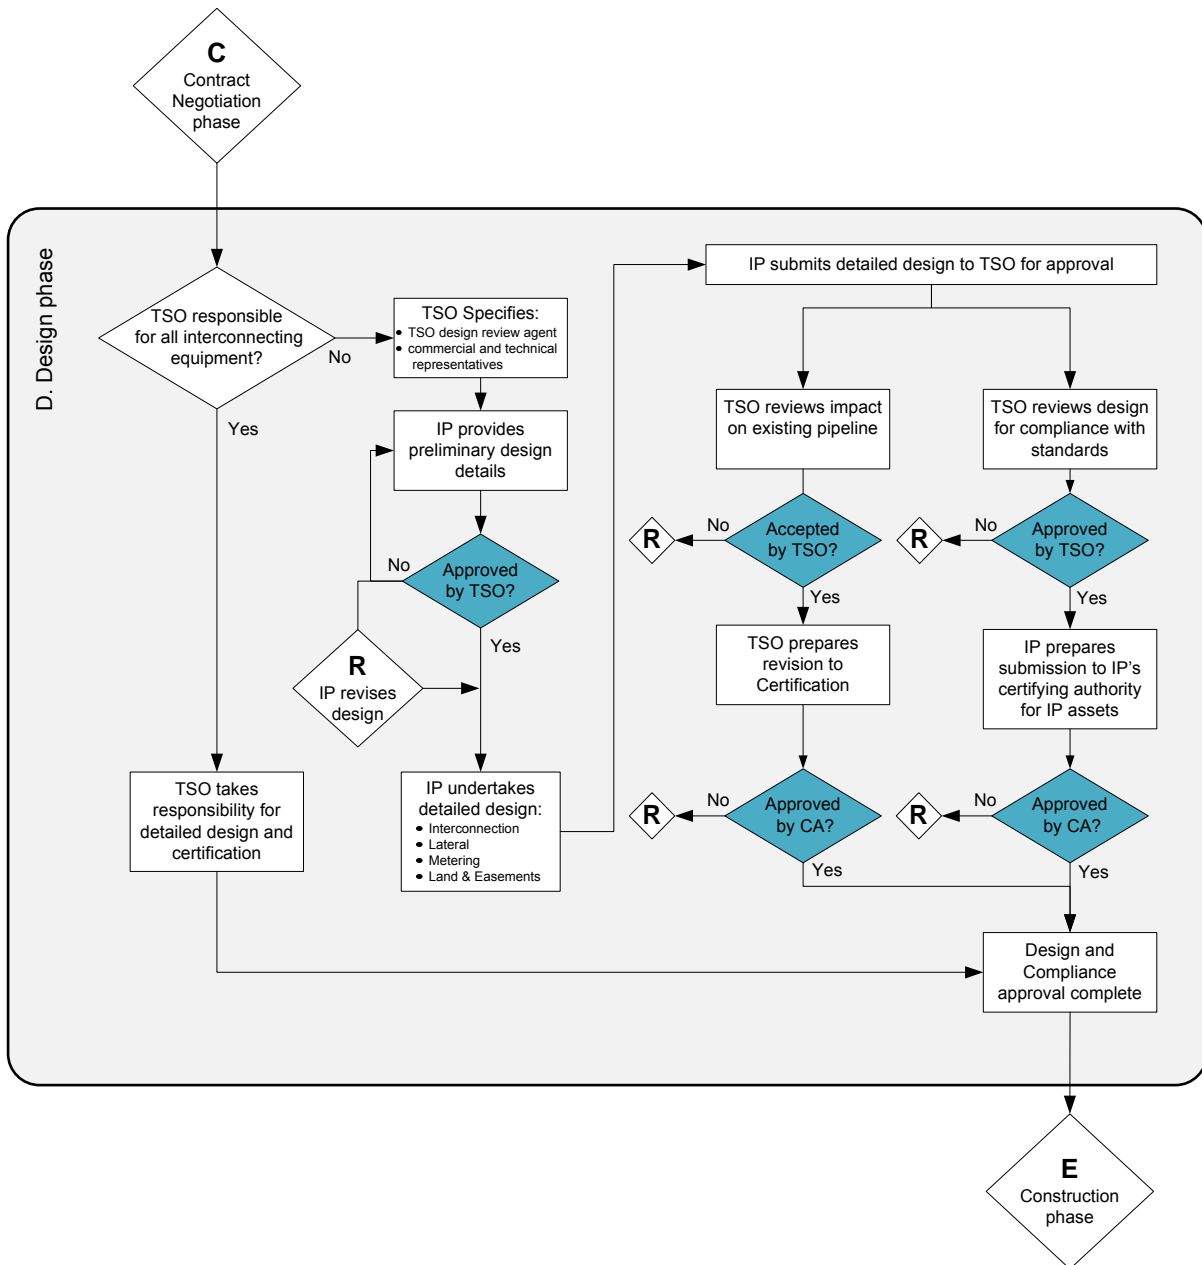 C
Contract
Negotiation
phase
D. Design phase
TSO responsible
for all interconnecting
equipment?
No
Yes
TSO Specifies:
• TSO design review agent
• commercial and technical
representatives
IP provides
preliminary design
details
Approved
by TSO?
No
Yes
R
IP revises
design
TSO takes
responsibility for
detailed design and
certification
IP undertakes
detailed design:
• Interconnection
• Lateral
• Metering
• Land & Easements
IP submits detailed design to TSO for approval
TSO reviews impact
on existing pipeline
Accepted
by TSO?
No
R
Yes
TSO prepares
revision to
Certification
Approved
by CA?
No
R
Yes
TSO reviews design
for compliance with
standards
Approved
by TSO?
No
R
Yes
IP prepares
submission to IP's
certifying authority
for IP assets
Approved
by CA?
No
R
Yes
Design and
Compliance
approval complete
E
Construction
phase